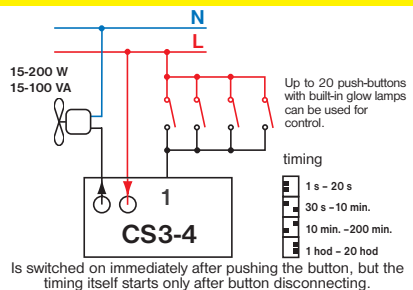 N
L
15-200 W
15-100 VA
Up to 20 push-buttons
with built-in glow lamps
can be used for
control.
timing
1
CS3-4
1 s – 20 s
30 s –10 min.
10 min. –200 min.
1 hod – 20 hod
Is switched on immediately after pushing the button, but the
timing itself starts only after button disconnecting.